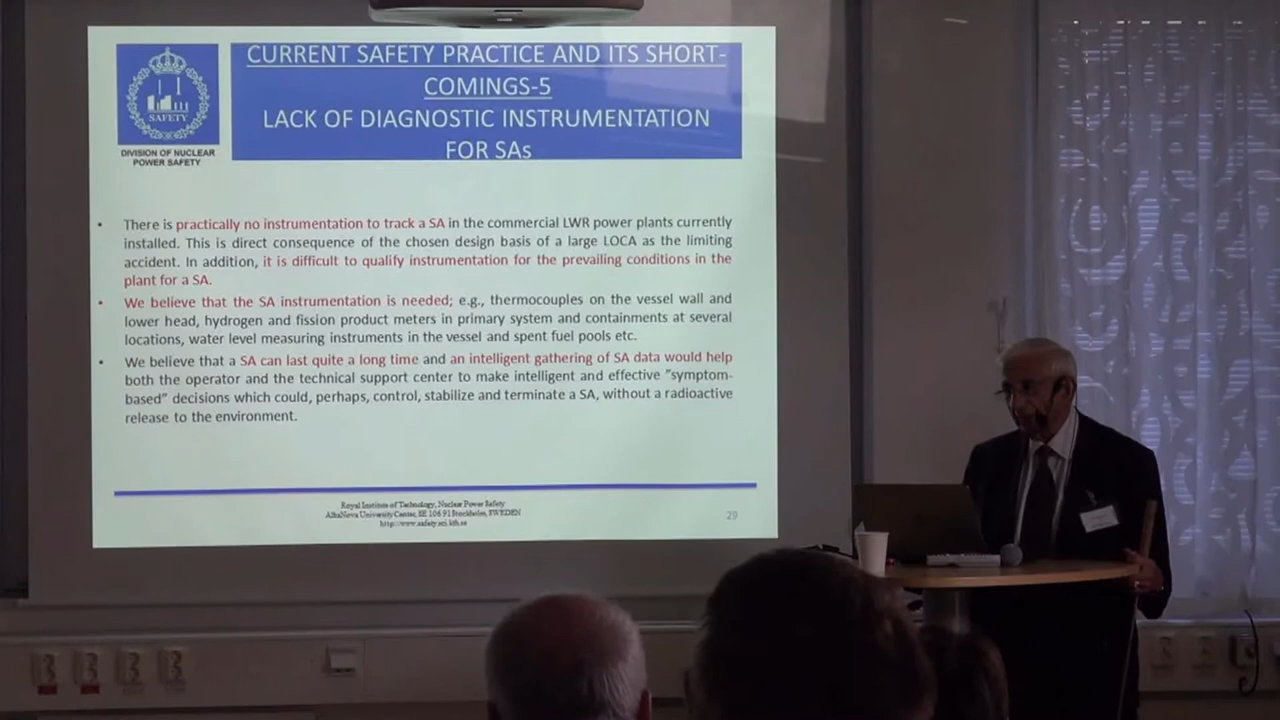 CURRENT SAFETY PRACTICE AND ITS SHORT-
COMINGS-5
LACK OF DIAGNOSTIC INSTRUMENTATION
FOR SAs
SAFETY
DIVISION OF NUCLEAR
POWER SAFETY
• There is practically no instrumentation to track a SA in the commercial LWR power plants currently
installed. This is direct consequence of the chosen design basis of a large LOCA as the limiting
accident. In addition, it is difficult to qualify instrumentation for the prevailing conditions in the
plant for a SA.
• We believe that the SA instrumentation is needed; e.g., thermocouples on the vessel wall and
lower head, hydrogen and fission product meters in primary system and containments at several
locations, water level measuring instruments in the vessel and spent fuel pools etc.
• We believe that a SA can last quite a long time and an intelligent gathering of SA data would help
both the operator and the technical support center to make intelligent and effective "symptom-
based" decisions which could, perhaps, control, stabilize and terminate a SA, without a radioactive
release to the environment.
Royal Institute of Technology, Nuclear Power Safety
AlbaNova University Center, SE 106 91 Stockholm, SWEDEN
29